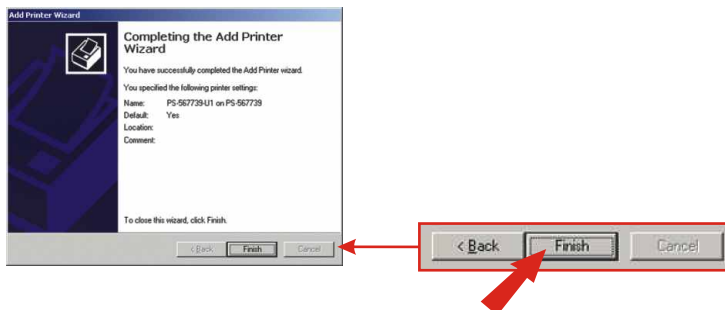 Add Printer Wizard
Completing the Add Printer
Wizard
You have successfully completed the Add Printer wizard.
You specified the following printer settings:
Name: PS-567739-U1 on PS-567739
Default: Yes
Location:
Comment:
To close this wizard, click Finish.
< Back Finish Cancel
< Back Finish Cancel